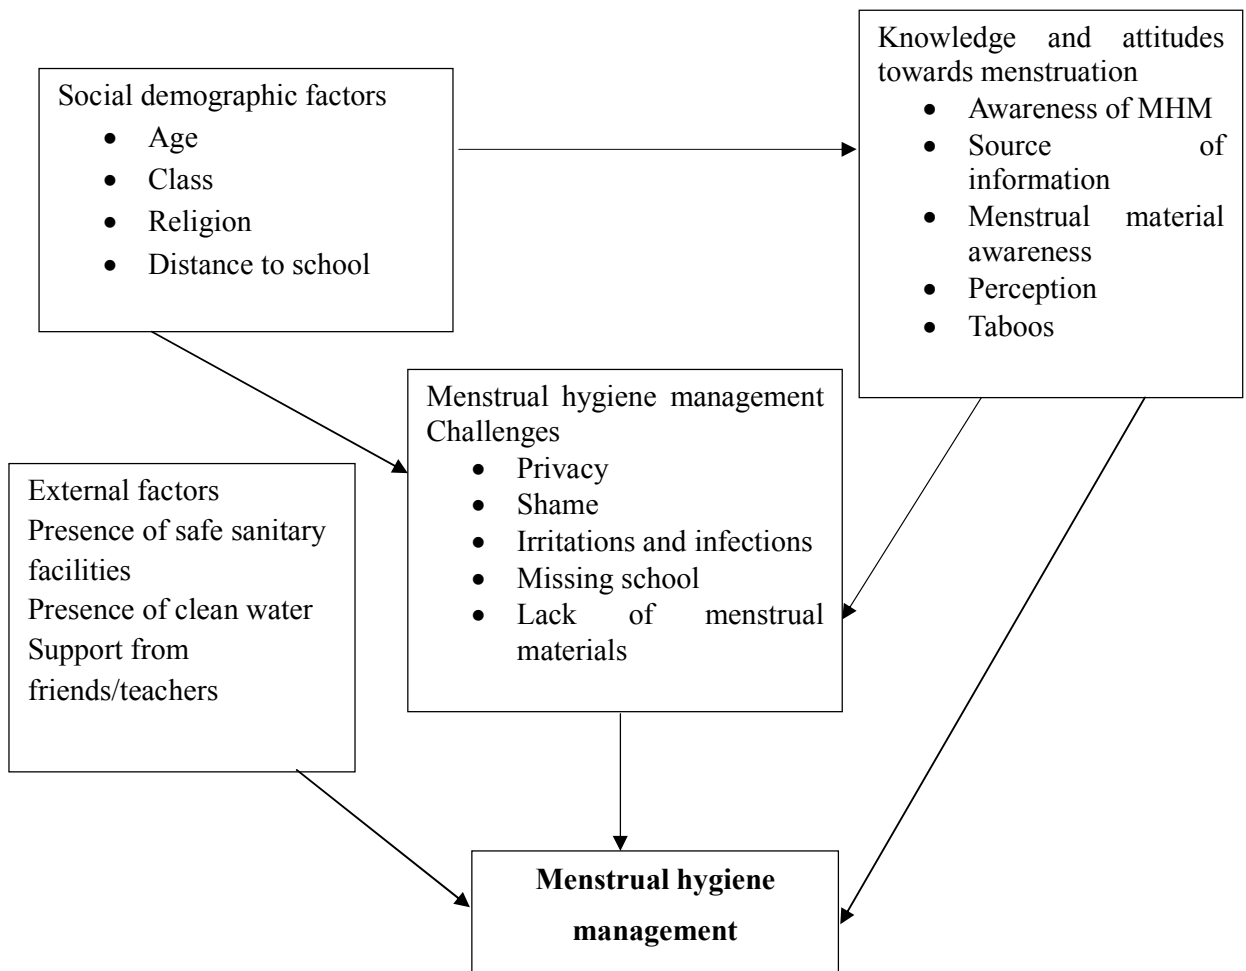 Social demographic factors
• Age
• Class
• Religion
• Distance to school
Knowledge and attitudes
towards menstruation
• Awareness of MHM
• Source of
information
• Menstrual material
awareness
• Perception
• Taboos
Menstrual hygiene management
Challenges
• Privacy
• Shame
• Irritations and infections
• Missing school
• Lack of menstrual
materials
External factors
Presence of safe sanitary
facilities
Presence of clean water
Support from
friends/teachers
Menstrual hygiene
management